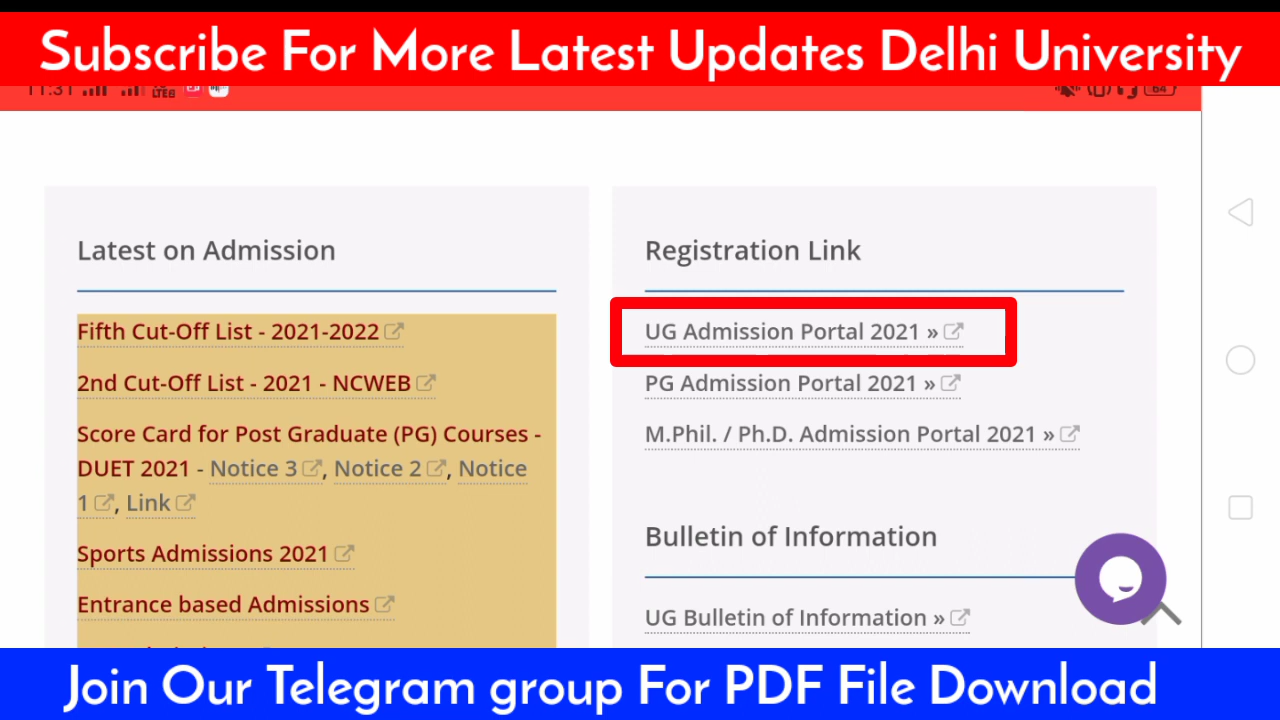 Subscribe For More Latest Updates Delhi University
11:31
64
Latest on Admission
Fifth Cut-Off List - 2021-2022
2nd Cut-Off List - 2021 - NCWEB
Score Card for Post Graduate (PG) Courses -
DUET 2021 - Notice 3, Notice 2, Notice
1, Link
Sports Admissions 2021
Entrance based Admissions
Registration Link
UG Admission Portal 2021 »
PG Admission Portal 2021 »
M.Phil. / Ph.D. Admission Portal 2021 »
Bulletin of Information
UG Bulletin of Information »
Join Our Telegram group For PDF File Download